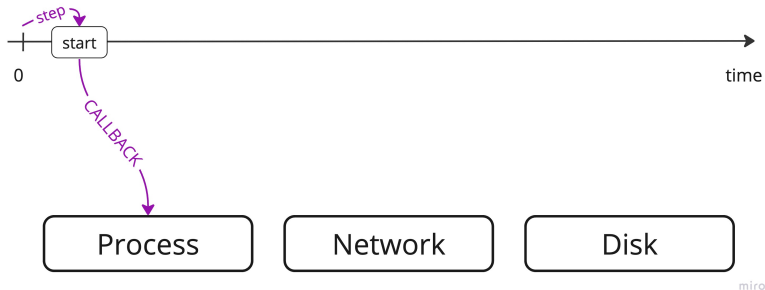 step
start
0
time
CALLBACK
Process
Network
Disk
miro